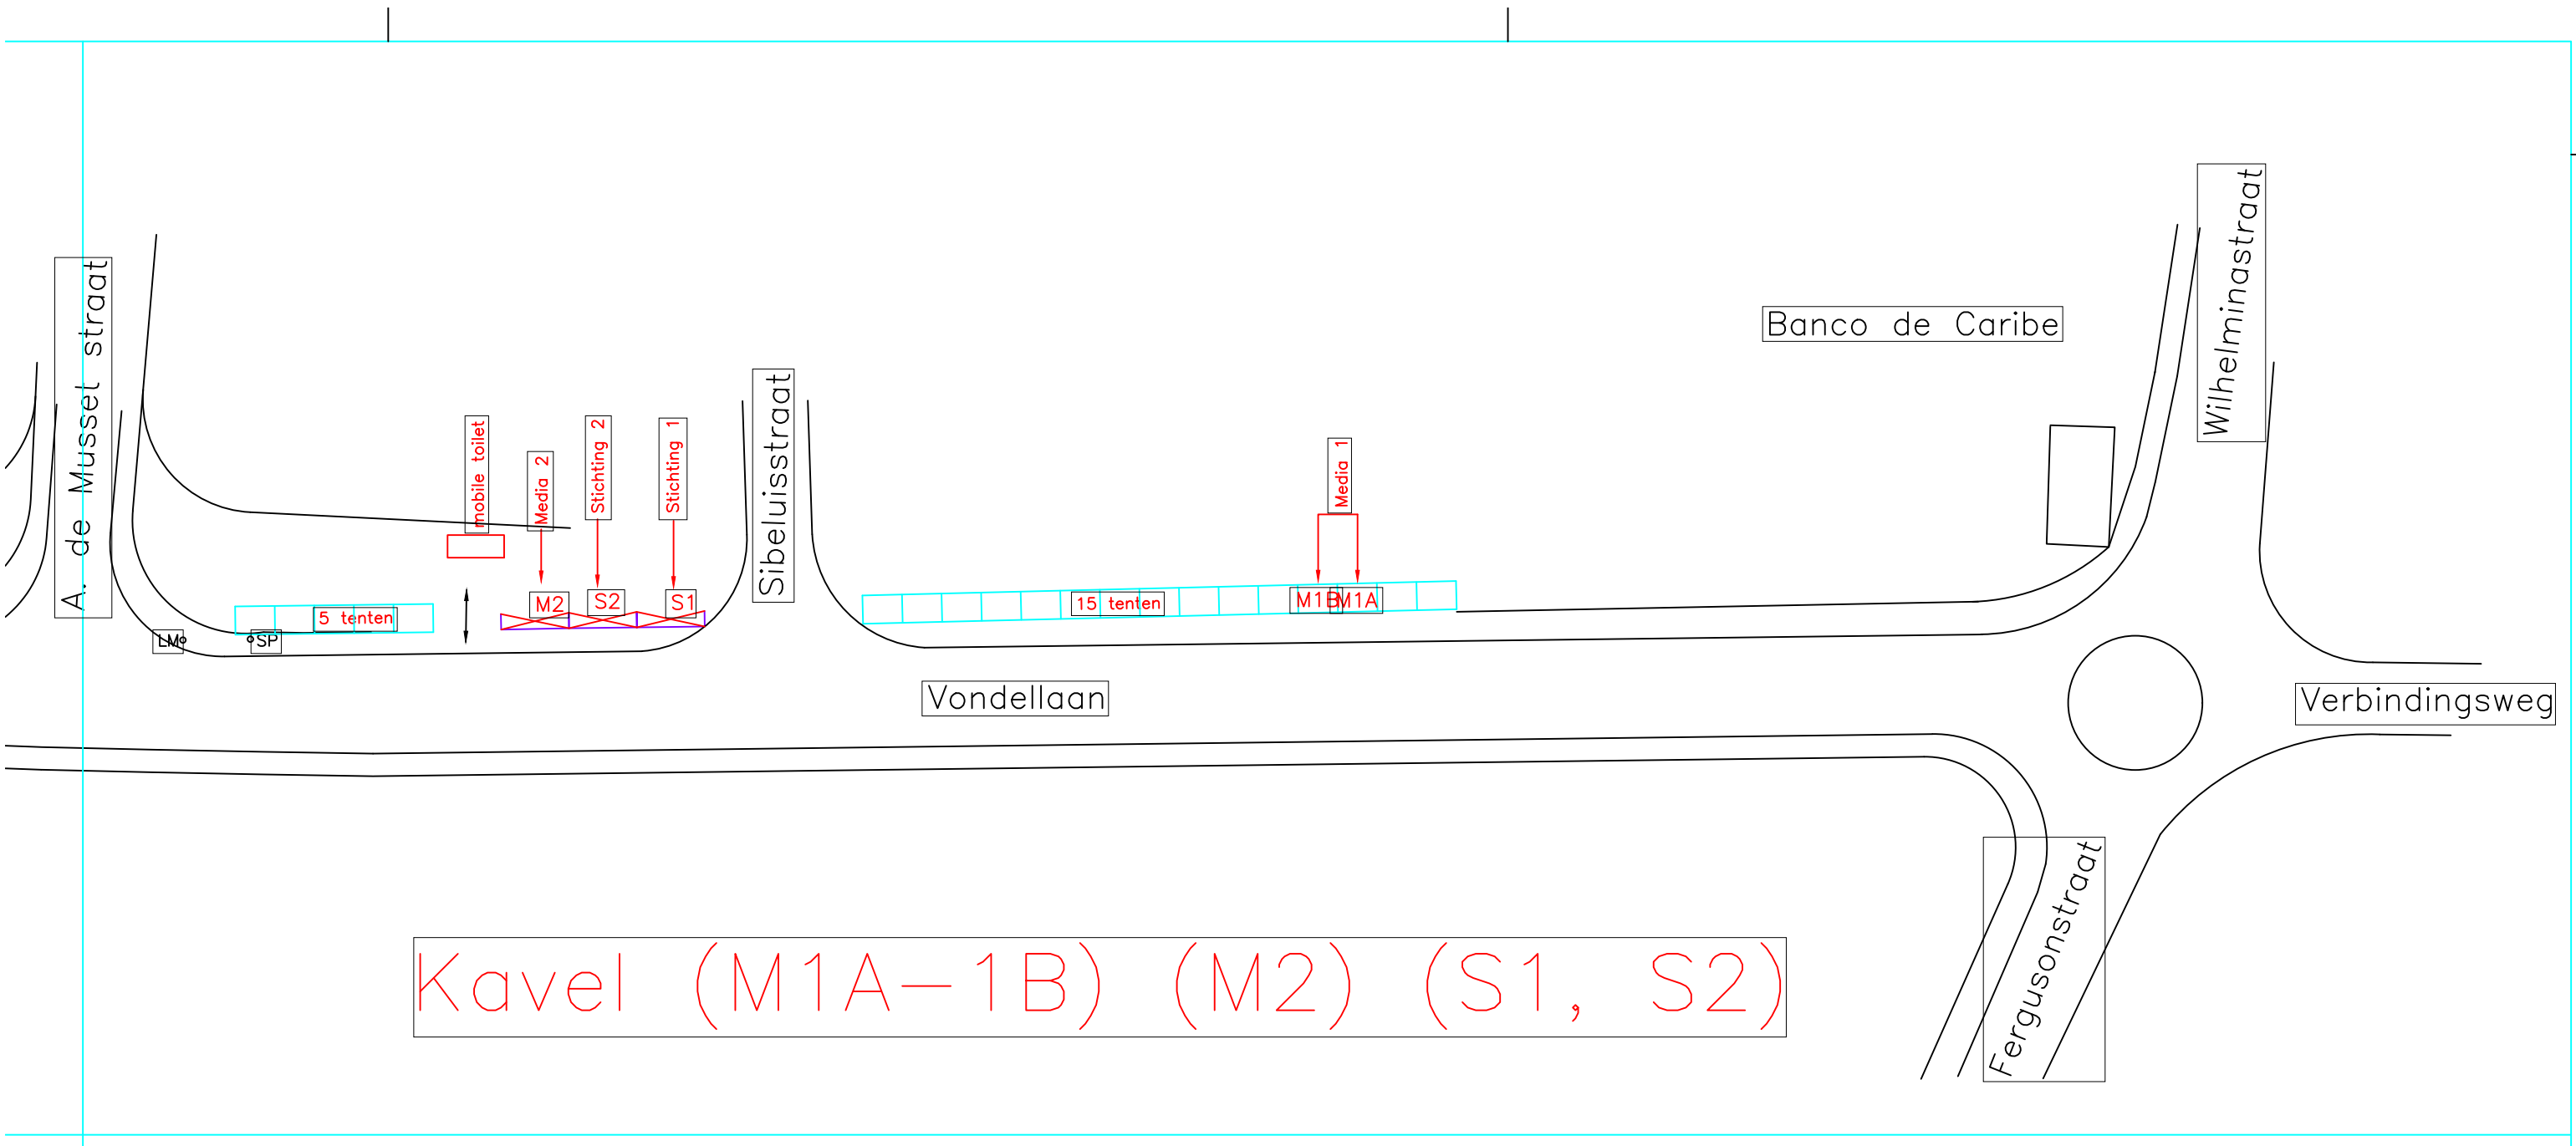 A. de Musset straat
mobile toilet
Media 2
Stichting 2
Stichting 1
Sibeluisstraat
Media 1
Banco de Caribe
Wilhelminastraat
LM
SP
5 tenten
M2
S2
S1
15 tenten
M1B
M1A
Vondellaan
Verbindingsweg
Fergusonstraat
Kavel (M1A-1B) (M2) (S1, S2)